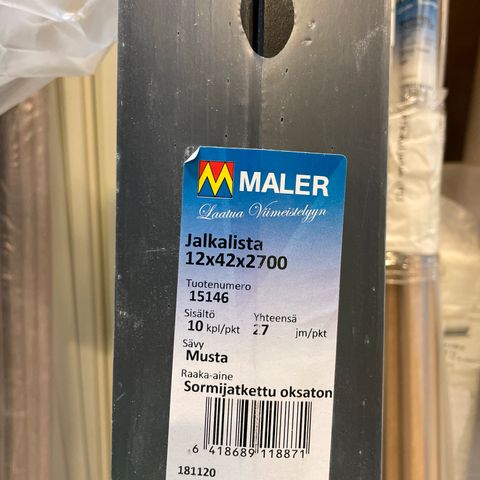 MALER
Laatua Viimeistelyyn
Jalkalista
12x42x2700
Tuotenumero
15146
Sisältö Yhteensä
10 kpl/pkt 27 jm/pkt
Sävy
Musta
Raaka-aine
Sormijatkettu oksaton
6 418689 118871
181120